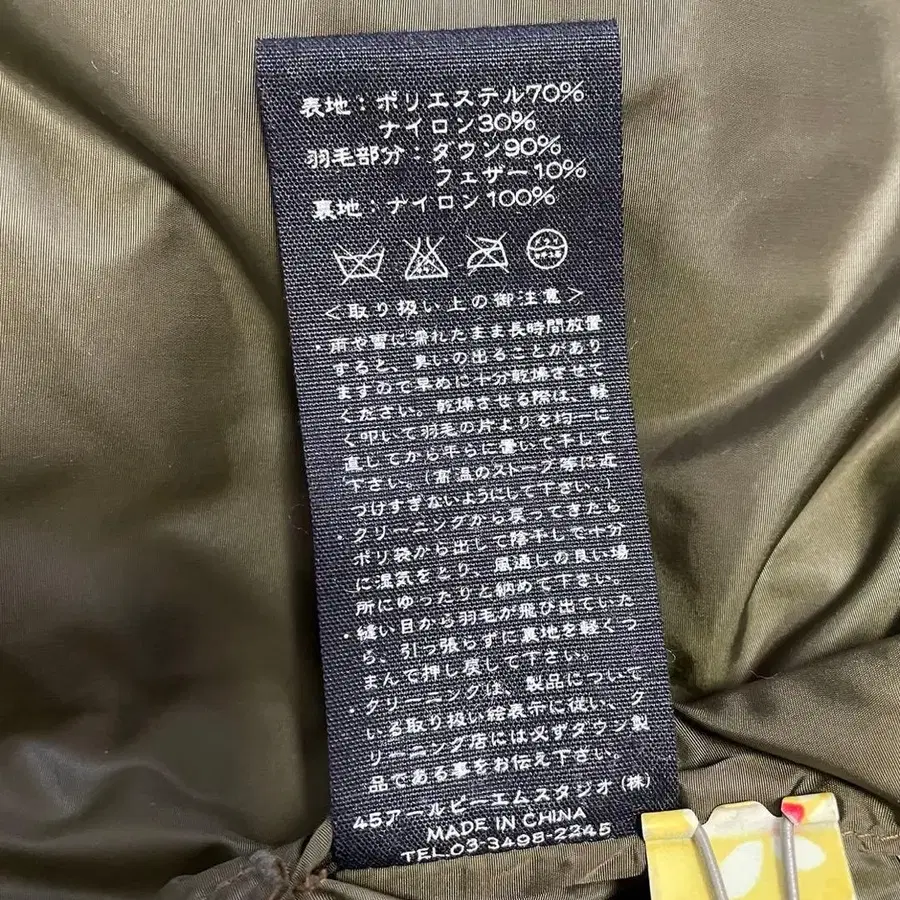 表地：ポリエステル70%
ナイロン30%
羽毛部分：ダウン90%
フェザー10%
裏地：ナイロン100%
ドライ
＜取り扱い上の御注意＞
・雨や雪に濡れたまま長時間放置
すると、臭いの出ることがあり
ますので早めに十分乾燥させて
ください。乾燥させる際は、軽
く叩いて羽毛の片よりを均一に
直してから平らに置いて干して
下さい。（高温のストーブ等に近
づけすぎないようにして下さい。）
・クリーニングから戻ってきたら
ポリ袋から出して陰干しで十分
に湿気をとり、風通しの良い場
所にゆったりと納めて下さい。
・縫い目から羽毛が飛び出ていた
ら、引っ張らずに裏地を軽くつ
まんで押し戻して下さい。
・クリーニングは、製品について
いる取り扱い絵表示に従い、ク
リーニング店には必ずダウン製
品である事をお伝え下さい。
45アールピーエムスタジオ（株）
MADE IN CHINA
TEL.03-3498-2245